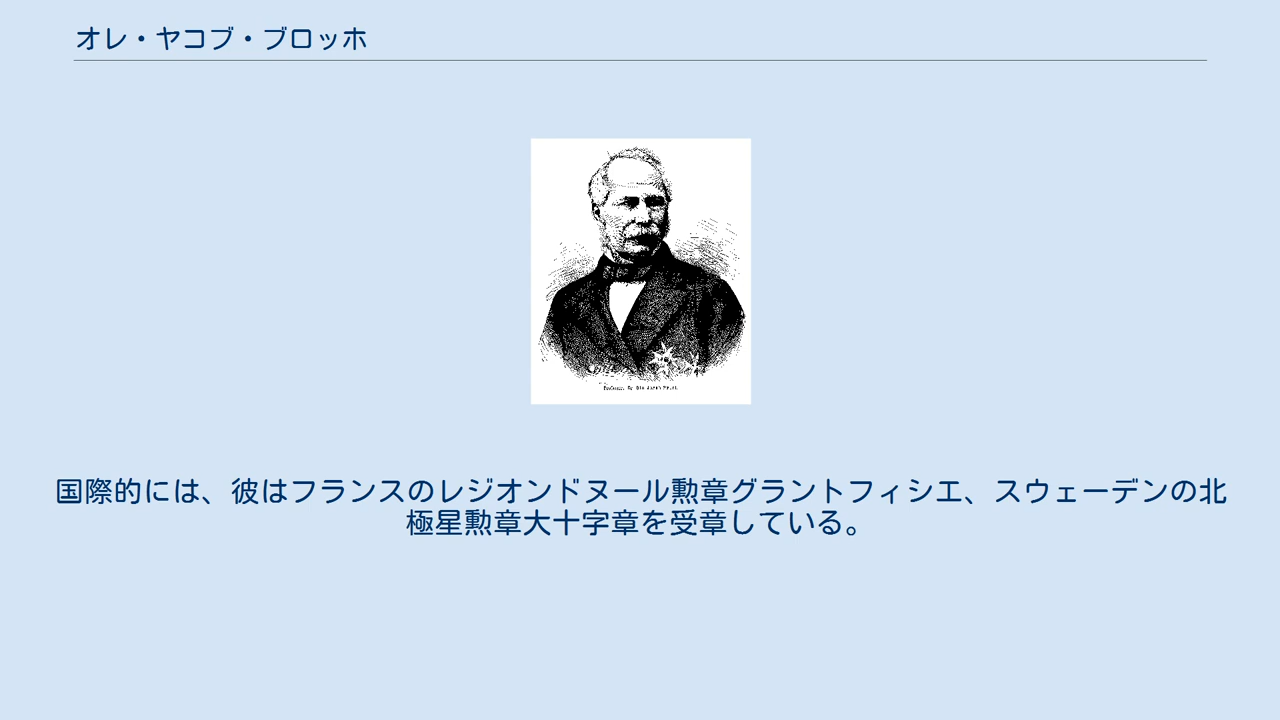 オレ・ヤコブ・ブロッホ
国際的には、彼はフランスのレジオンドヌール勲章グラントフィシエ、スウェーデンの北
極星勲章大十字章を受章している。